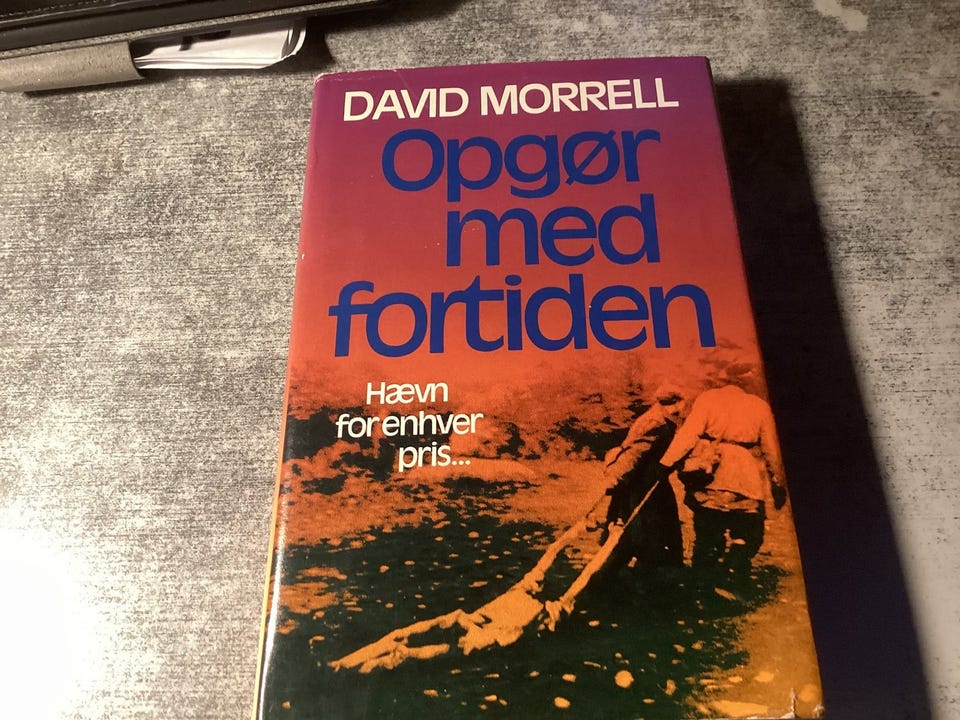 DAVID MORRELL
Opgør
med
fortiden
Hævn
for enhver
pris...